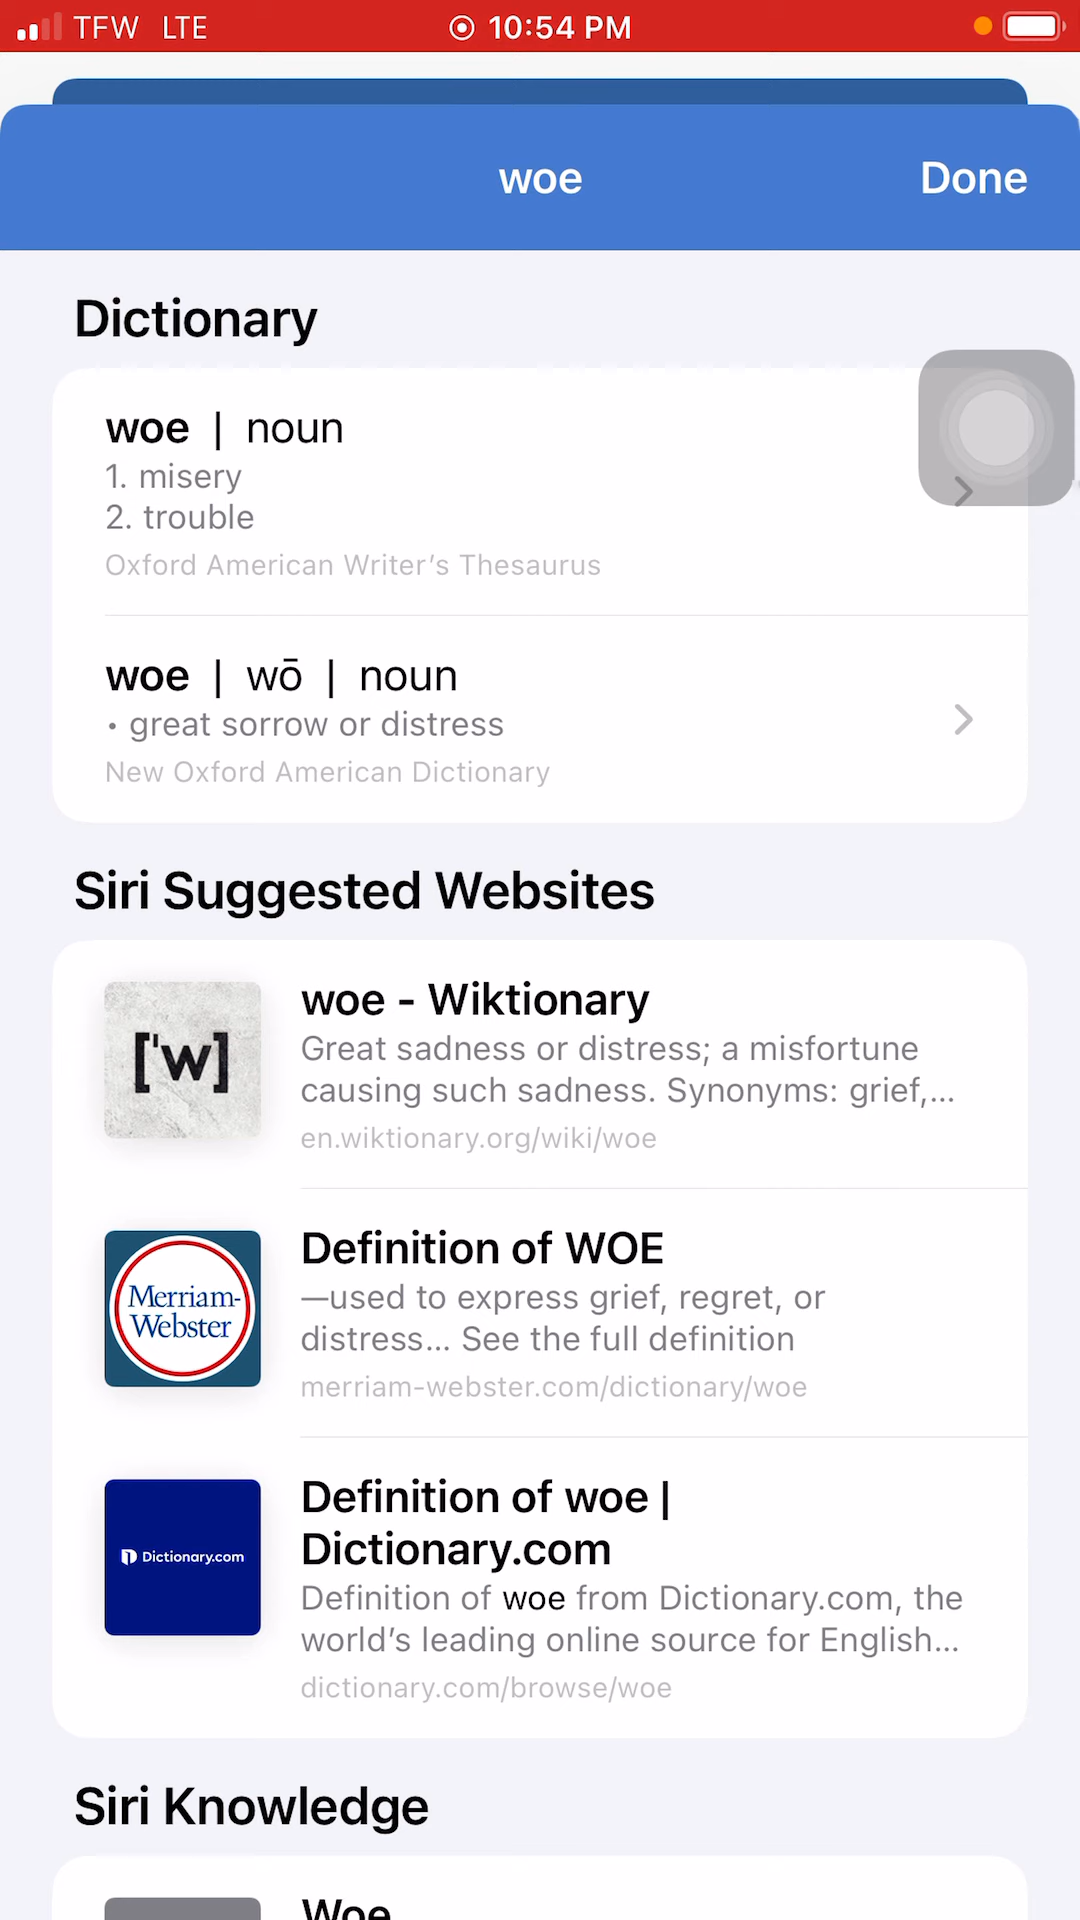 TFW LTE 10:54 PM
woe Done
Dictionary
woe | noun
1. misery
2. trouble
Oxford American Writer’s Thesaurus
woe | wō | noun
• great sorrow or distress
New Oxford American Dictionary
Siri Suggested Websites
['w]
woe - Wiktionary
Great sadness or distress; a misfortune
causing such sadness. Synonyms: grief,...
en.wiktionary.org/wiki/woe
Merriam-
Webster
Definition of WOE
—used to express grief, regret, or
distress... See the full definition
merriam-webster.com/dictionary/woe
Dictionary.com
Definition of woe |
Dictionary.com
Definition of woe from Dictionary.com, the
world’s leading online source for English...
dictionary.com/browse/woe
Siri Knowledge
Woe